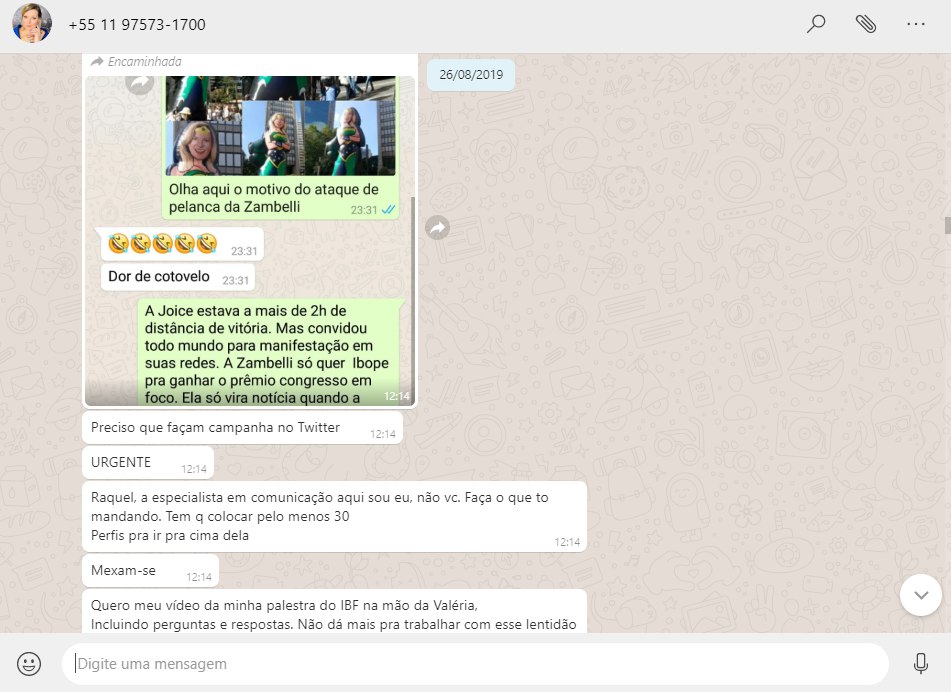 +55 11 97573-1700
Encaminhada
26/08/2019
Olha aqui o motivo do ataque de
pelanca da Zambelli
23:31
23:31
Dor de cotovelo 23:31
A Joice estava a mais de 2h de
distância de vitória. Mas convidou
todo mundo para manifestação em
suas redes. A Zambelli só quer Ibope
pra ganhar o prêmio congresso em
foco. Ela só vira notícia quando a
12:14
Preciso que façam campanha no Twitter 12:14
URGENTE 12:14
Raquel, a especialista em comunicação aqui sou eu, não vc. Faça o que to
mandando. Tem q colocar pelo menos 30
Perfis pra ir pra cima dela
12:14
Mexam-se 12:14
Quero meu vídeo da minha palestra do IBF na mão da Valéria,
Incluindo perguntas e respostas. Não dá mais pra trabalhar com esse lentidão
Digite uma mensagem